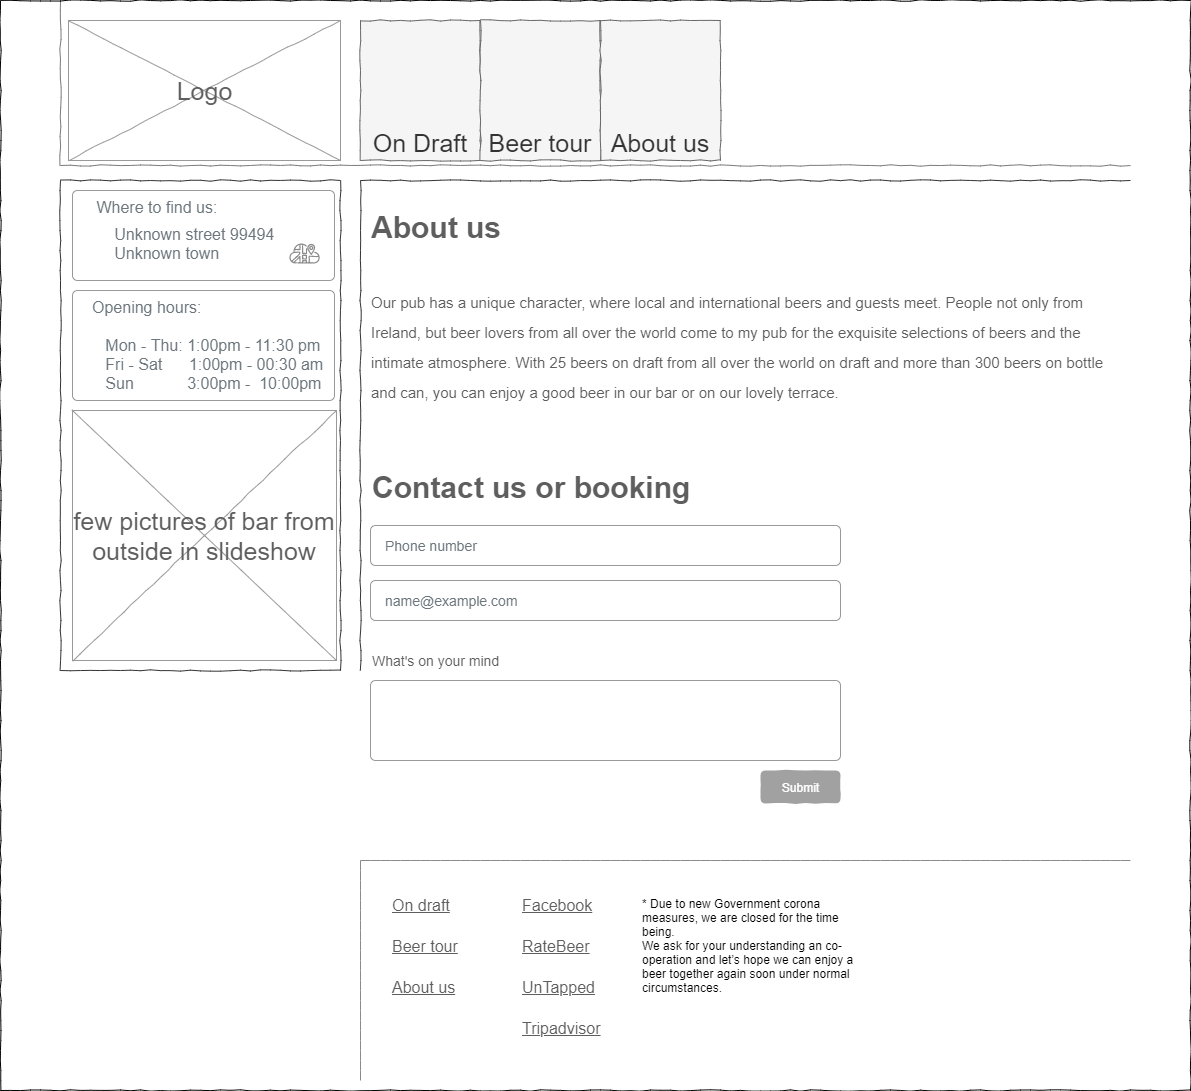 Logo
On Draft
Beer tour
About us
Where to find us:
Unknown street 99494
Unknown town
Opening hours:
Mon - Thu: 1:00pm - 11:30 pm
Fri - Sat 1:00pm - 00:30 am
Sun 3:00pm - 10:00pm
few pictures of bar from
outside in slideshow
About us
Our pub has a unique character, where local and international beers and guests meet. People not only from
Ireland, but beer lovers from all over the world come to my pub for the exquisite selections of beers and the
intimate atmosphere. With 25 beers on draft from all over the world on draft and more than 300 beers on bottle
and can, you can enjoy a good beer in our bar or on our lovely terrace.
Contact us or booking
Phone number
name@example.com
What's on your mind
Submit
On draft
Beer tour
About us
Facebook
RateBeer
UnTapped
Tripadvisor
* Due to new Government corona
measures, we are closed for the time
being.
We ask for your understanding an co-
operation and let's hope we can enjoy a
beer together again soon under normal
circumstances.